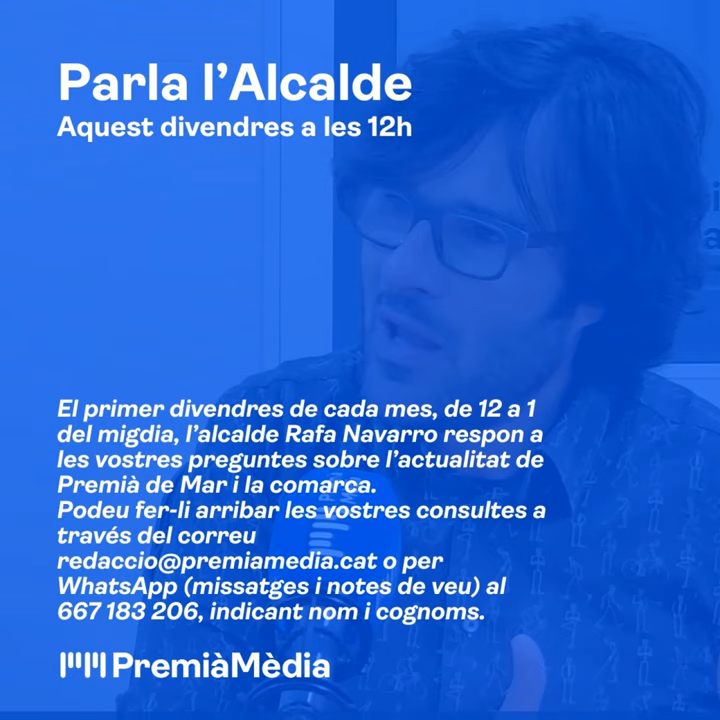 Parla l'Alcalde
Aquest divendres a les 12h
El primer divendres de cada mes, de 12 a 1
del migdia, l'alcalde Rafa Navarro respon a
les vostres preguntes sobre l'actualitat de
Premià de Mar i la comarca.
Podeu fer-li arribar les vostres consultes a
través del correu
redaccio@premiamedia.cat o per
WhatsApp (missatges i notes de veu) al
667 183 206, indicant nom i cognoms.
PremiàMèdia